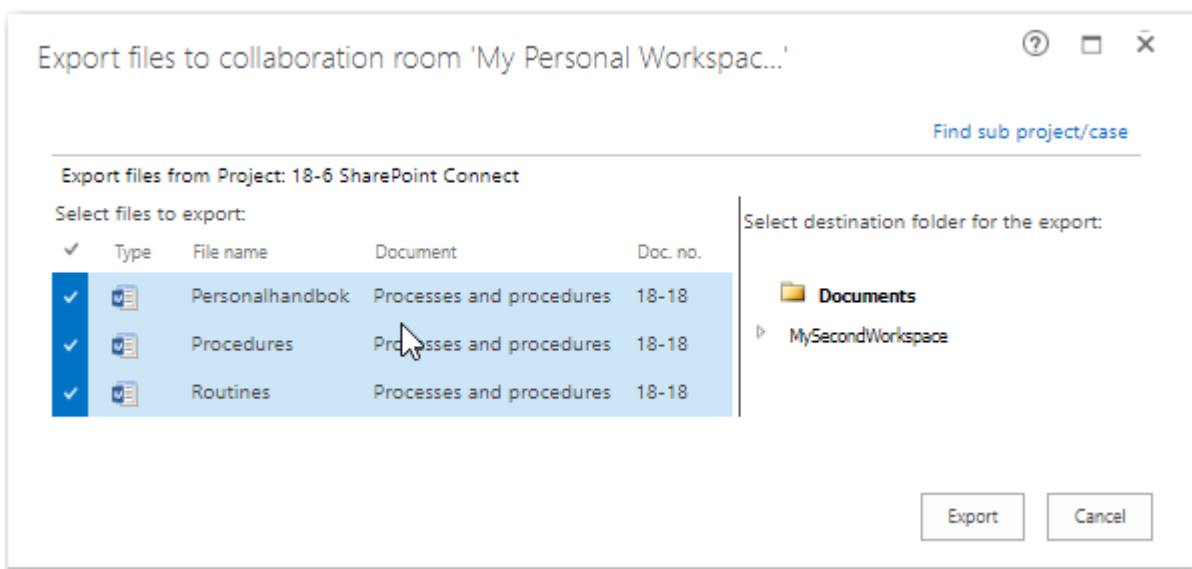 Export files to collaboration room 'My Personal Workspac...'
Find sub project/case
Export files from Project: 18-6 SharePoint Connect
Select files to export:
Type File name Document Doc. no.
Personalhandbok Processes and procedures 18-18
Procedures Processes and procedures 18-18
Routines Processes and procedures 18-18
Select destination folder for the export:
Documents
MySecondWorkspace
Export Cancel